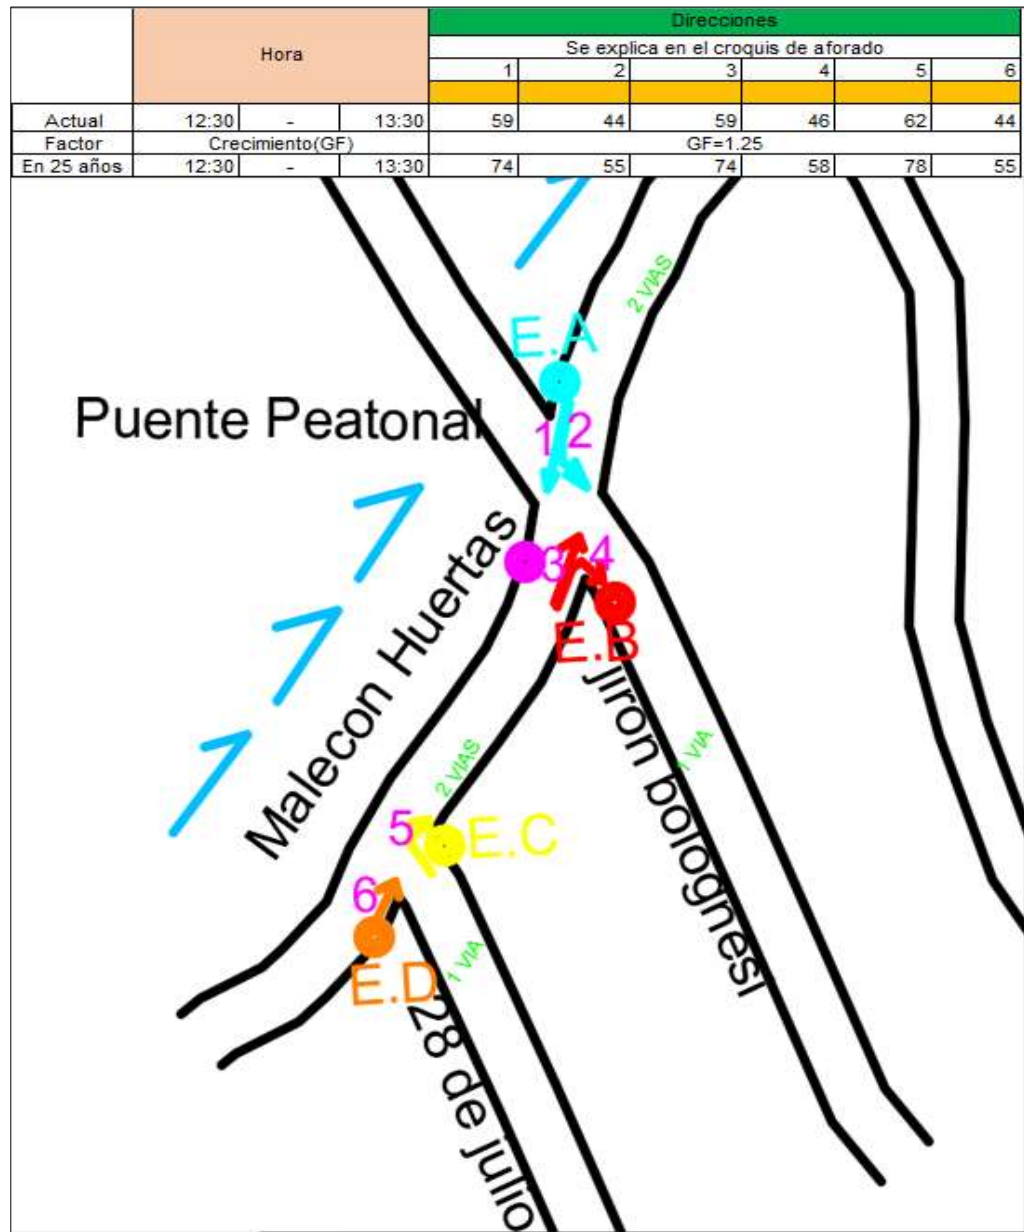 Direcciones
Hora
Se explica en el croquis de aforado
1 2 3 4 5 6
Actual 12:30 - 13:30 59 44 59 46 62 44
Factor Crecimiento(GF) GF=1.25
En 25 años 12:30 - 13:30 74 55 74 58 78 55
2 VIAS
E.A
Puente Peatonal
1 2
Malecon Huertas
3 4
E.B
jiron bolognesi
1 VIA
2 VIAS
5
E.C
6
1 VIA
E.D
28 de julio